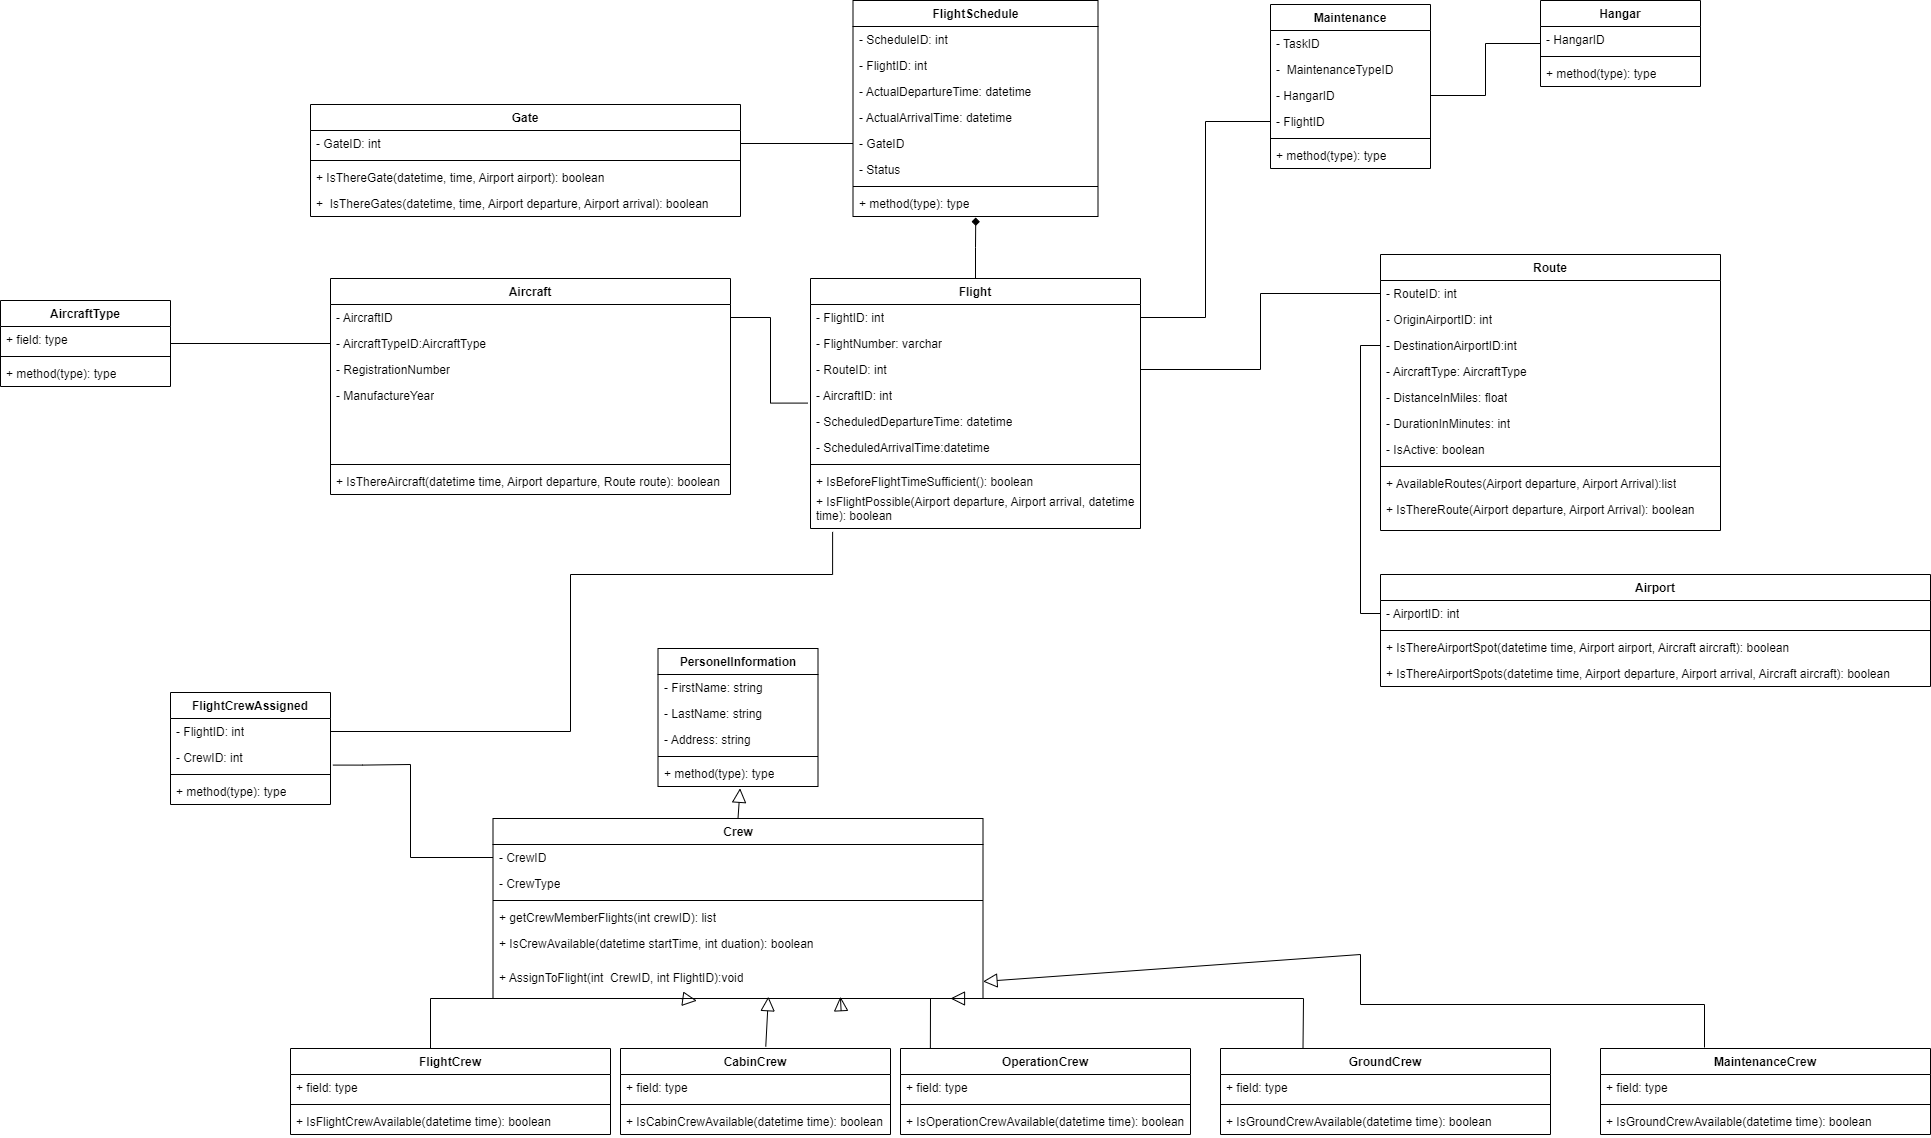 FlightSchedule
- ScheduleID: int
- FlightID: int
- ActualDepartureTime: datetime
- ActualArrivalTime: datetime
- GateID
- Status
+ method(type): type
Maintenance
- TaskID
-  MaintenanceTypeID
- HangarID
- FlightID
+ method(type): type
Hangar
- HangarID
+ method(type): type
Gate
- GateID: int
+ IsThereGate(datetime, time, Airport airport): boolean
+  IsThereGates(datetime, time, Airport departure, Airport arrival): boolean
AircraftType
+ field: type
+ method(type): type
Aircraft
- AircraftID
- AircraftTypeID:AircraftType
- RegistrationNumber
- ManufactureYear
+ IsThereAircraft(datetime time, Airport departure, Route route): boolean
Flight
- FlightID: int
- FlightNumber: varchar
- RouteID: int
- AircraftID: int
- ScheduledDepartureTime: datetime
- ScheduledArrivalTime:datetime
+ IsBeforeFlightTimeSufficient(): boolean
+ IsFlightPossible(Airport departure, Airport arrival, datetime
time): boolean
Route
- RouteID: int
- OriginAirportID: int
- DestinationAirportID:int
- AircraftType: AircraftType
- DistanceInMiles: float
- DurationInMinutes: int
- IsActive: boolean
+ AvailableRoutes(Airport departure, Airport Arrival):list
+ IsThereRoute(Airport departure, Airport Arrival): boolean
Airport
- AirportID: int
+ IsThereAirportSpot(datetime time, Airport airport, Aircraft aircraft): boolean
+ IsThereAirportSpots(datetime time, Airport departure, Airport arrival, Aircraft aircraft): boolean
PersonelInformation
- FirstName: string
- LastName: string
- Address: string
+ method(type): type
FlightCrewAssigned
- FlightID: int
- CrewID: int
+ method(type): type
Crew
- CrewID
- CrewType
+ getCrewMemberFlights(int crewID): list
+ IsCrewAvailable(datetime startTime, int duation): boolean
+ AssignToFlight(int  CrewID, int FlightID):void
FlightCrew
+ field: type
+ IsFlightCrewAvailable(datetime time): boolean
CabinCrew
+ field: type
+ IsCabinCrewAvailable(datetime time): boolean
OperationCrew
+ field: type
+ IsOperationCrewAvailable(datetime time): boolean
GroundCrew
+ field: type
+ IsGroundCrewAvailable(datetime time): boolean
MaintenanceCrew
+ field: type
+ IsGroundCrewAvailable(datetime time): boolean